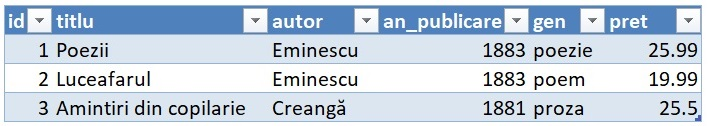 id titlu autor an_publicare gen pret
1 Poezii Eminescu 1883 poezie 25.99
2 Luceafarul Eminescu 1883 poem 19.99
3 Amintiri din copilarie Creangă 1881 proza 25.5